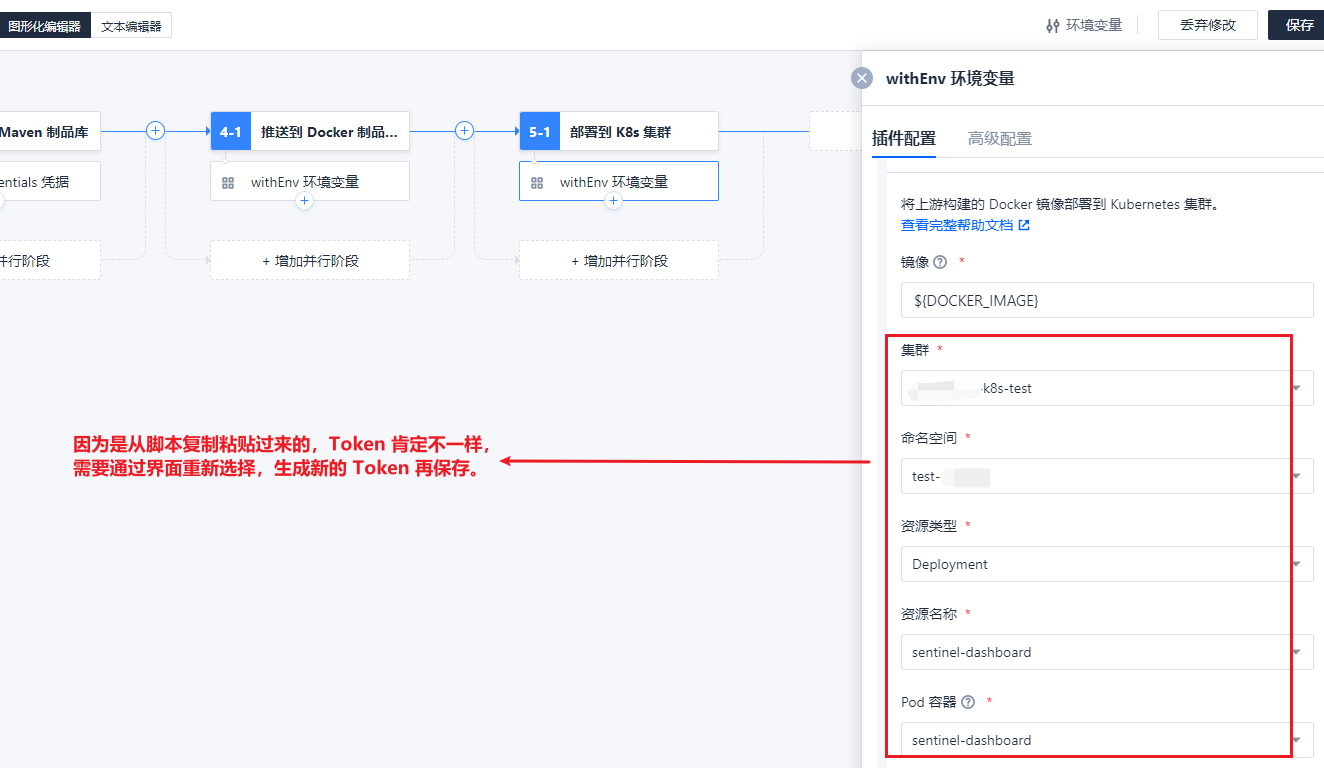 图形化编辑器 文本编辑器 环境变量 丢弃修改 保存
withEnv 环境变量
插件配置 高级配置
Maven 制品库 4-1 推送到 Docker 制品... 5-1 部署到 K8s 集群
entials 凭据 withEnv 环境变量 withEnv 环境变量
并行阶段 + 增加并行阶段 + 增加并行阶段
将上游构建的 Docker 镜像部署到 Kubernetes 集群。
查看完整帮助文档
镜像 *
${DOCKER_IMAGE}
集群 *
-k8s-test
命名空间 *
test-
资源类型 *
Deployment
资源名称 *
sentinel-dashboard
Pod 容器 *
sentinel-dashboard
因为是从脚本复制粘贴过来的，Token 肯定不一样，
需要通过界面重新选择，生成新的 Token 再保存。